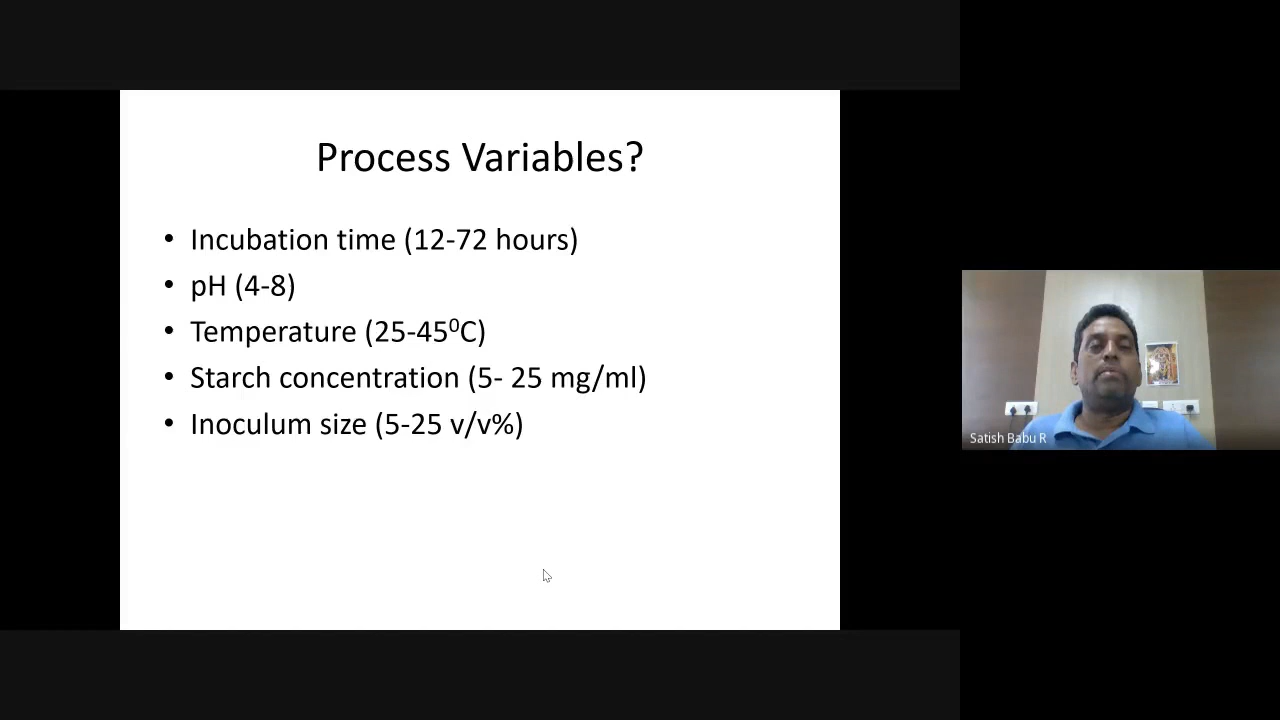 Process Variables?
• Incubation time (12-72 hours)
• pH (4-8)
• Temperature (25-45⁰C)
• Starch concentration (5- 25 mg/ml)
• Inoculum size (5-25 v/v%)
Satish Babu R